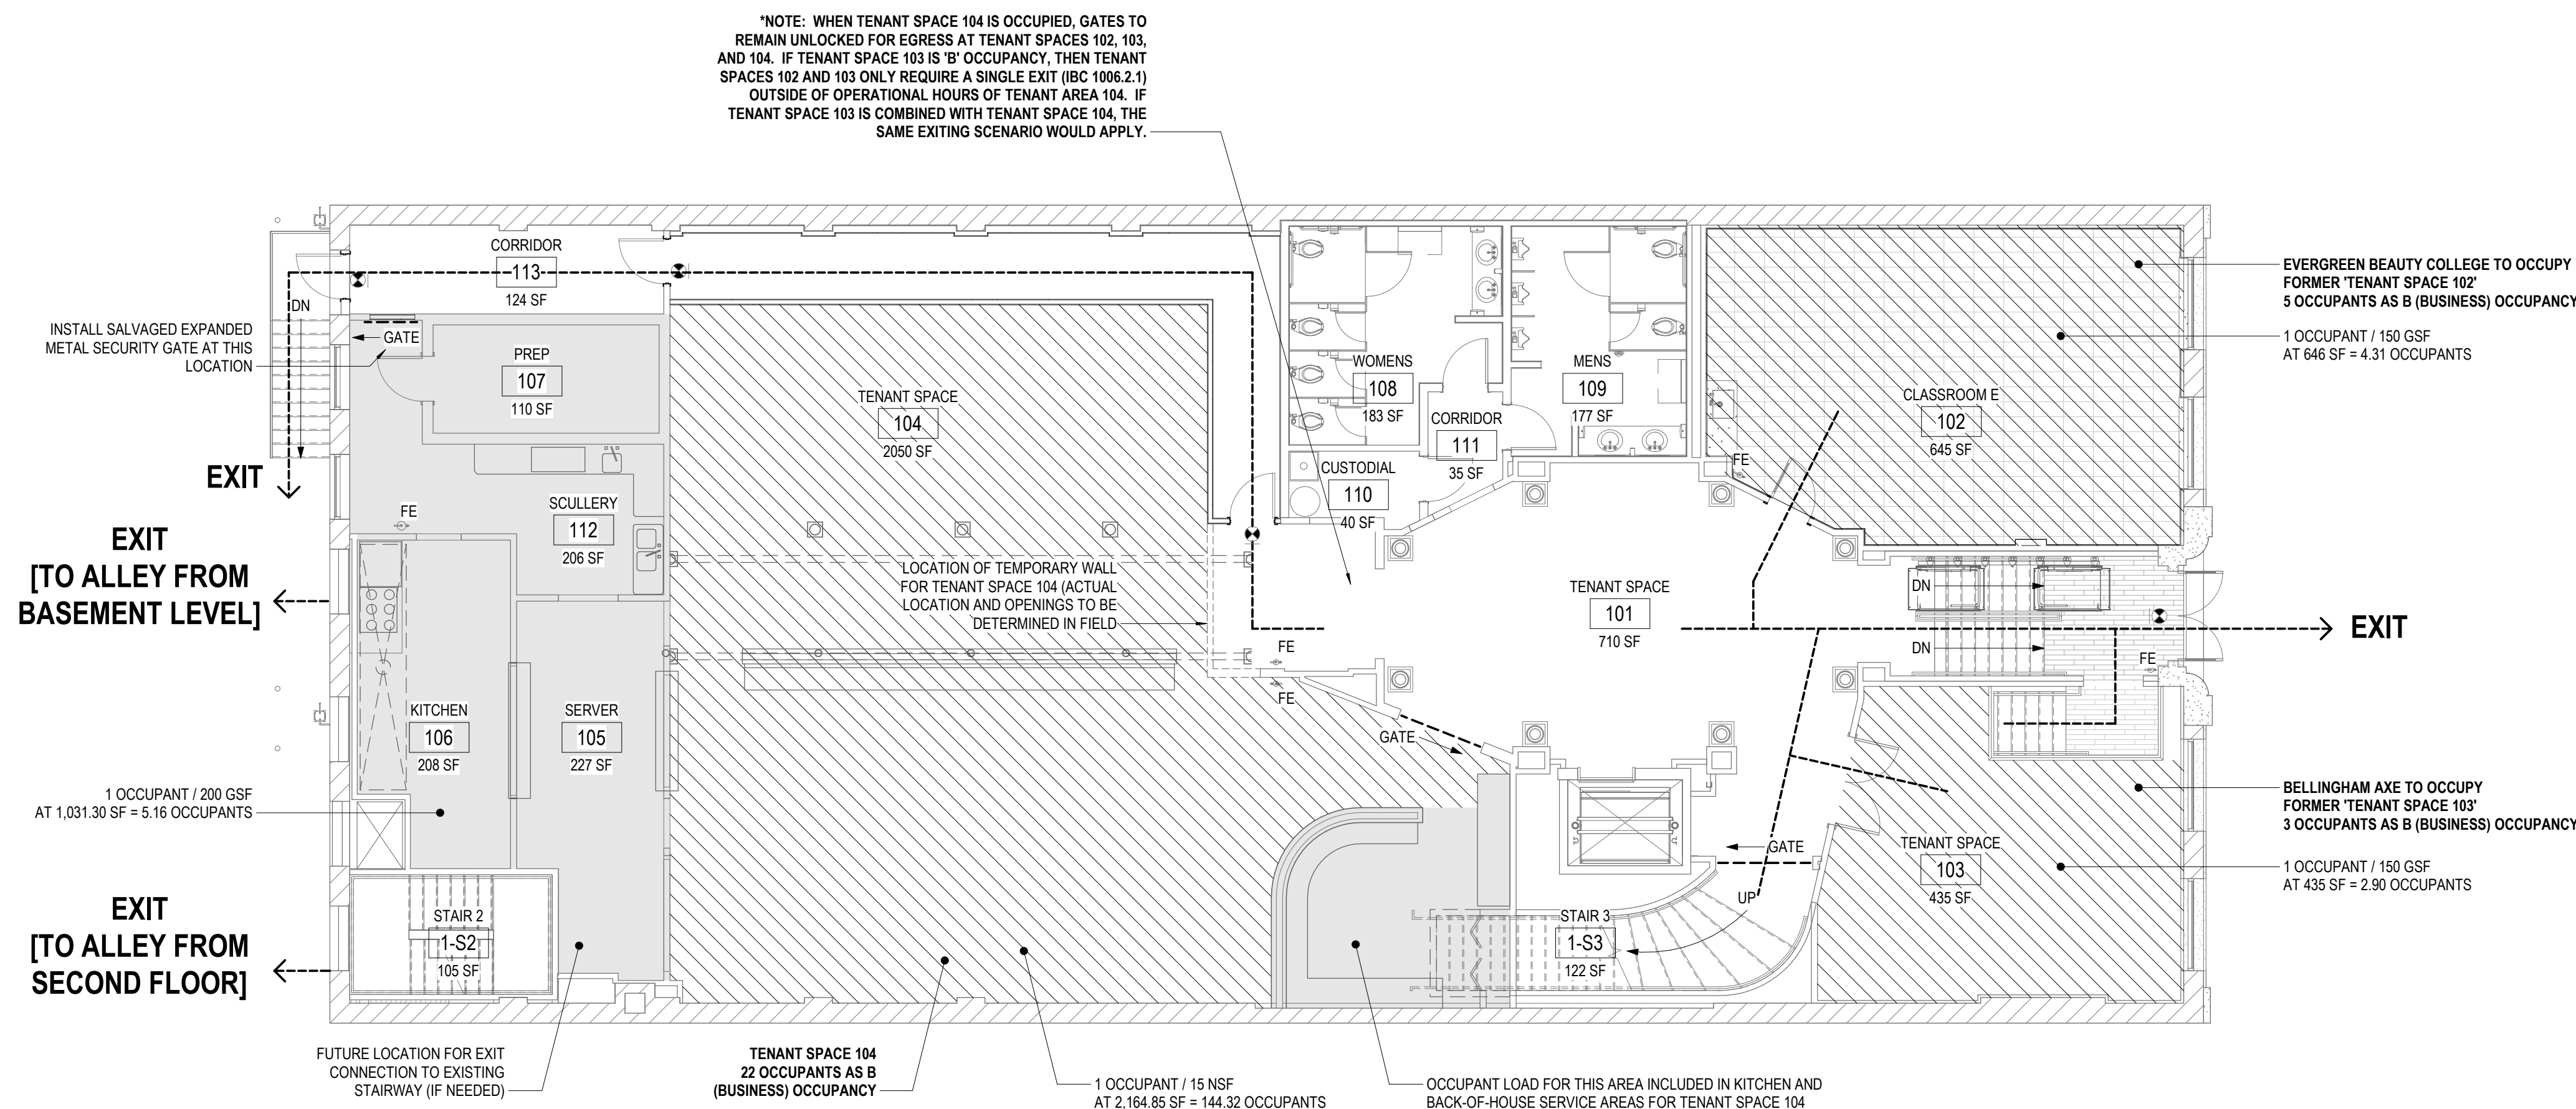 *NOTE:  WHEN TENANT SPACE 104 IS OCCUPIED, GATES TO
REMAIN UNLOCKED FOR EGRESS AT TENANT SPACES 102, 103,
AND 104.  IF TENANT SPACE 103 IS 'B' OCCUPANCY, THEN TENANT
SPACES 102 AND 103 ONLY REQUIRE A SINGLE EXIT (IBC 1006.2.1)
OUTSIDE OF OPERATIONAL HOURS OF TENANT AREA 104.  IF
TENANT SPACE 103 IS COMBINED WITH TENANT SPACE 104, THE
SAME EXITING SCENARIO WOULD APPLY.
CORRIDOR
113
124 SF
DN
INSTALL SALVAGED EXPANDED
METAL SECURITY GATE AT THIS
LOCATION
GATE
PREP
107
110 SF
EXIT
FE
SCULLERY
112
206 SF
EXIT
[TO ALLEY FROM
BASEMENT LEVEL]
TENANT SPACE
104
2050 SF
LOCATION OF TEMPORARY WALL
FOR TENANT SPACE 104 (ACTUAL
LOCATION AND OPENINGS TO BE
DETERMINED IN FIELD
WOMENS
108
183 SF
MENS
109
177 SF
CORRIDOR
111
35 SF
CUSTODIAL
110
40 SF
FE
CLASSROOM E
102
645 SF
EVERGREEN BEAUTY COLLEGE TO OCCUPY
FORMER 'TENANT SPACE 102'
5 OCCUPANTS AS B (BUSINESS) OCCUPANCY
1 OCCUPANT / 150 GSF
AT 646 SF = 4.31 OCCUPANTS
TENANT SPACE
101
710 SF
DN
DN
EXIT
FE
FE
FE
GATE
KITCHEN
106
208 SF
SERVER
105
227 SF
1 OCCUPANT / 200 GSF
AT 1,031.30 SF = 5.16 OCCUPANTS
BELLINGHAM AXE TO OCCUPY
FORMER 'TENANT SPACE 103'
3 OCCUPANTS AS B (BUSINESS) OCCUPANCY
1 OCCUPANT / 150 GSF
AT 435 SF = 2.90 OCCUPANTS
GATE
TENANT SPACE
103
435 SF
UP
STAIR 3
1-S3
122 SF
STAIR 2
1-S2
105 SF
EXIT
[TO ALLEY FROM
SECOND FLOOR]
FUTURE LOCATION FOR EXIT
CONNECTION TO EXISTING
STAIRWAY (IF NEEDED)
TENANT SPACE 104
22 OCCUPANTS AS B
(BUSINESS) OCCUPANCY
1 OCCUPANT / 15 NSF
AT 2,164.85 SF = 144.32 OCCUPANTS
OCCUPANT LOAD FOR THIS AREA INCLUDED IN KITCHEN AND
BACK-OF-HOUSE SERVICE AREAS FOR TENANT SPACE 104